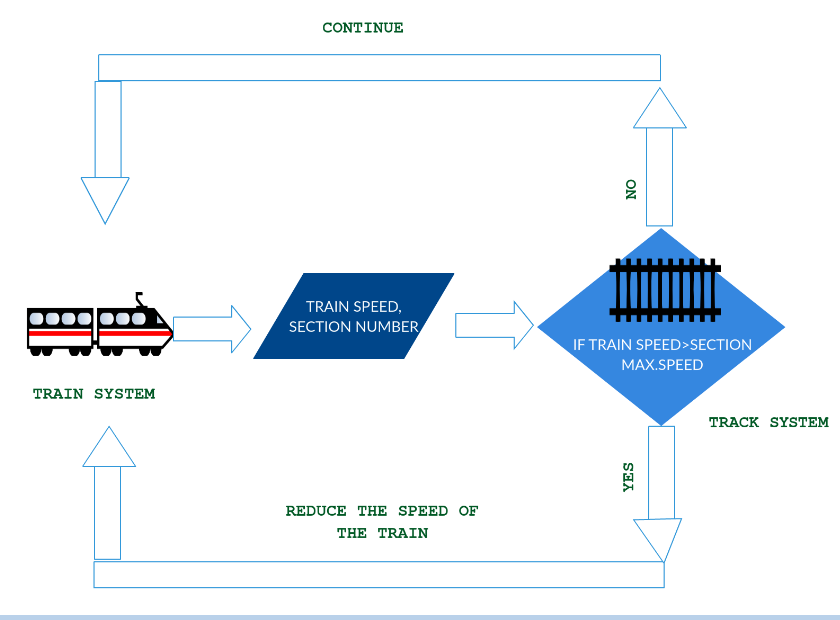 CONTINUE
NO
TRAIN SPEED,
SECTION NUMBER
IF TRAIN SPEED>SECTION
MAX.SPEED
TRAIN SYSTEM
TRACK SYSTEM
YES
REDUCE THE SPEED OF
THE TRAIN